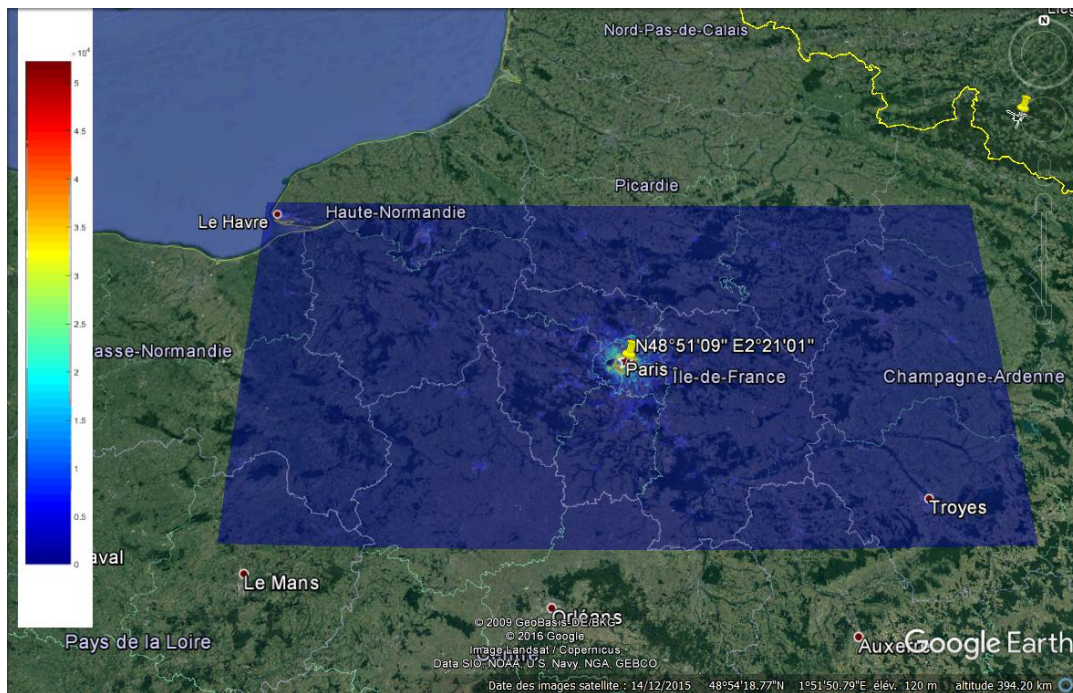 Nord-Pas-de-Calais
N
× 10⁴
5
4.5
4
3.5
3
2.5
2
1.5
1
0.5
0
Picardie
Le Havre
Haute-Normandie
asse-Normandie
N48°51'09" E2°21'01"
Paris
Île-de-France
Champagne-Ardenne
Troyes
aval
Le Mans
Orléans
© 2009 GeoBasis-DE/BKG
© 2016 Google
Image Landsat / Copernicus
Data SIO, NOAA, U.S. Navy, NGA, GEBCO
Pays de la Loire
Centre
Auxerre
Google Earth
Date des images satellite : 14/12/2015 48°54'18.77"N 1°51'50.79"E élév. 120 m altitude 394.20 km